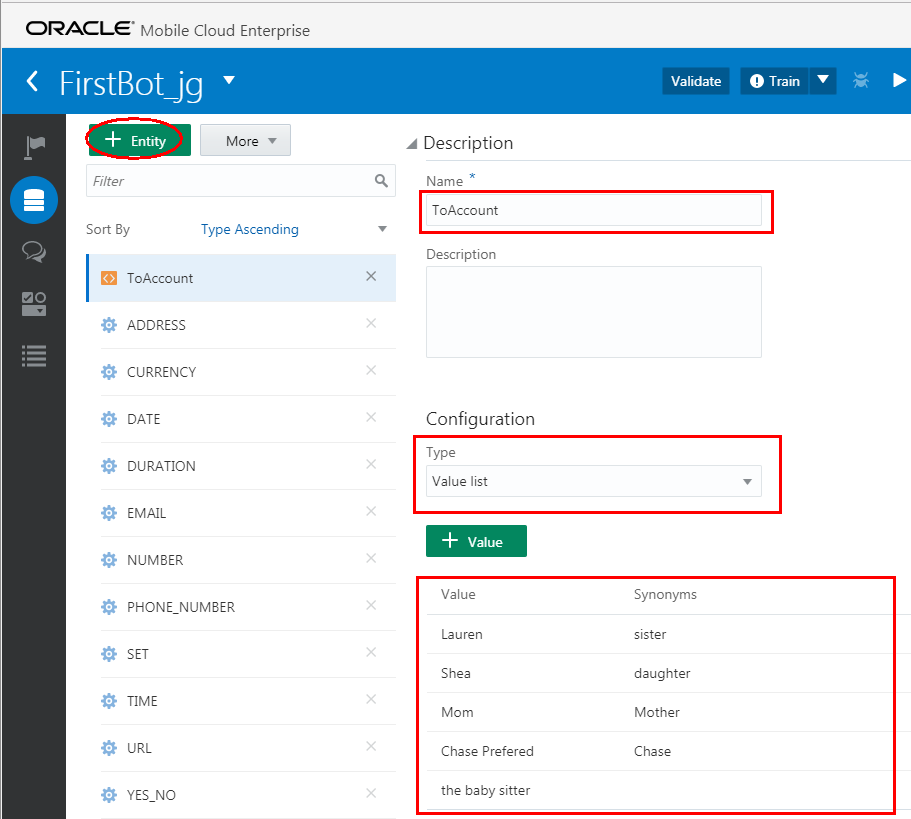 ORACLE® Mobile Cloud Enterprise
FirstBot_jg
Validate
Train
Entity
More
Filter
Sort By Type Ascending
ToAccount
ADDRESS
CURRENCY
DATE
DURATION
EMAIL
NUMBER
PHONE_NUMBER
SET
TIME
URL
YES_NO
Description
Name *
ToAccount
Description
Configuration
Type
Value list
Value
Value Synonyms
Lauren sister
Shea daughter
Mom Mother
Chase Prefered Chase
the baby sitter